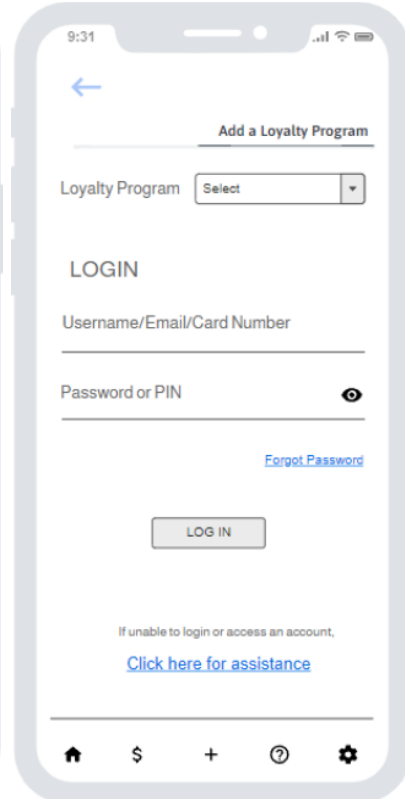 9:31
Add a Loyalty Program
Loyalty Program Select
LOGIN
Username/Email/Card Number
Password or PIN
Forgot Password
LOG IN
If unable to login or access an account,
Click here for assistance
$ + ?